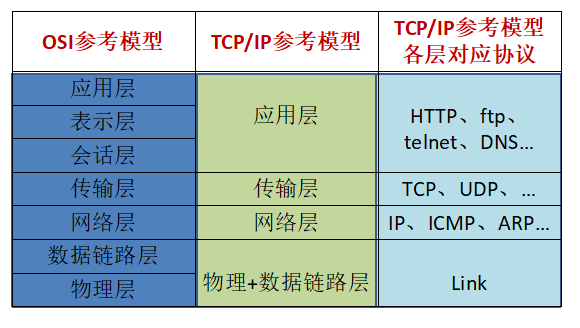 OSI参考模型
TCP/IP参考模型
TCP/IP参考模型
各层对应协议
应用层
表示层
会话层
应用层
HTTP、ftp、
telnet、DNS...
传输层
传输层
TCP、UDP、...
网络层
网络层
IP、ICMP、ARP...
数据链路层
物理层
物理+数据链路层
Link